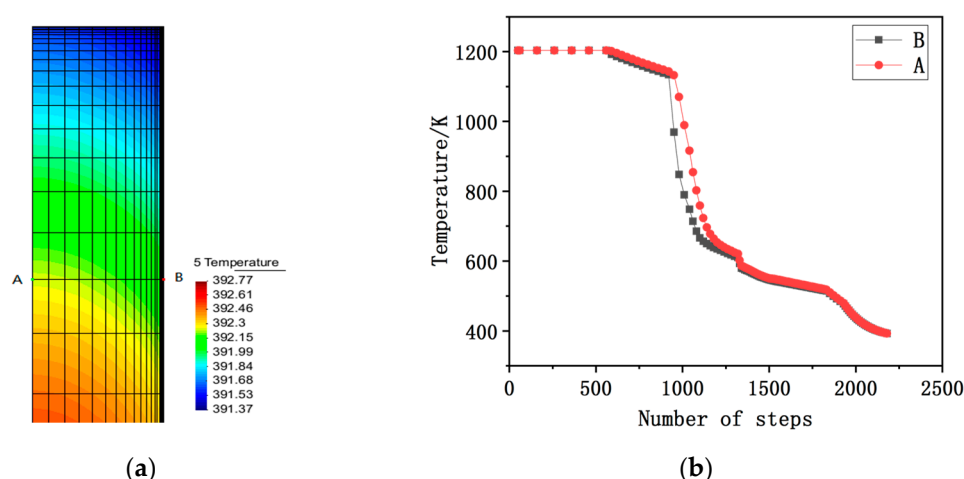 A
B
5 Temperature
392.77
392.61
392.46
392.3
392.15
391.99
391.84
391.68
391.53
391.37
(a)
Temperature/K
1200
1000
800
600
400
0 500 1000 1500 2000 2500
Number of steps
B
A
(b)